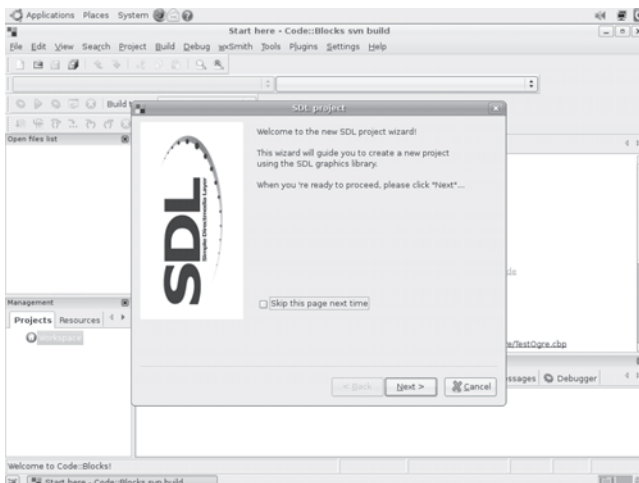 Applications Places System
Start here - Code::Blocks svn build
File Edit View Search Project Build Debug wxSmith Tools Plugins Settings Help
Build t
SDL project
Open files list
Welcome to the new SDL project wizard!
This wizard will guide you to create a new project
using the SDL graphics library.
When you 're ready to proceed, please click "Next"...
SDL
Simple Directmedia Layer
Skip this page next time
Management
Projects Resources
Workspace
e/TestOgre.cbp
< Back Next > Cancel
essages Debugger
Welcome to Code::Blocks!
Start here - Code::Blocks svn build